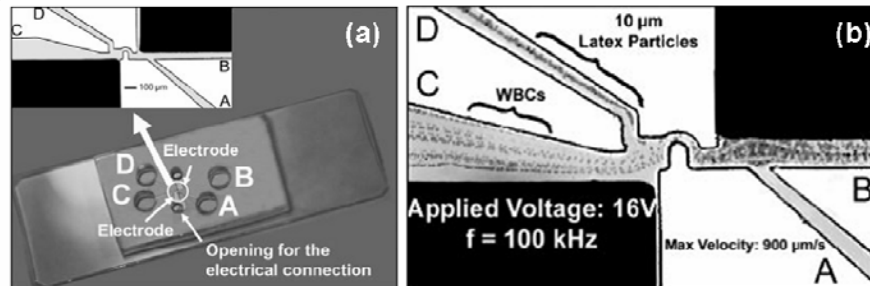 (a)
C
D
B
A
100 µm
Electrode
D
B
C
A
Electrode
Opening for the
electrical connection
(b)
10 µm
Latex Particles
D
C
WBCs
B
Applied Voltage: 16V
f = 100 kHz
Max Velocity: 900 µm/s
A